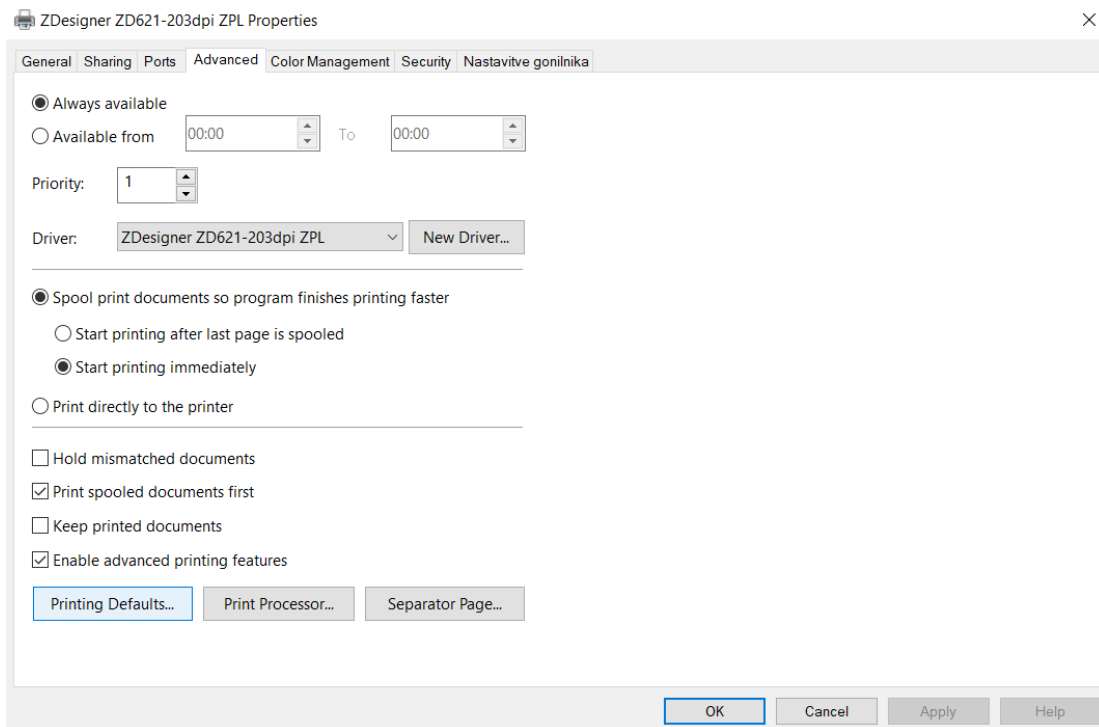 ZDesigner ZD621-203dpi ZPL Properties
General Sharing Ports Advanced Color Management Security Nastavitve gonilnika
Always available
Available from 00:00 To 00:00
Priority: 1
Driver: ZDesigner ZD621-203dpi ZPL New Driver...
Spool print documents so program finishes printing faster
Start printing after last page is spooled
Start printing immediately
Print directly to the printer
Hold mismatched documents
Print spooled documents first
Keep printed documents
Enable advanced printing features
Printing Defaults... Print Processor... Separator Page...
OK Cancel Apply Help